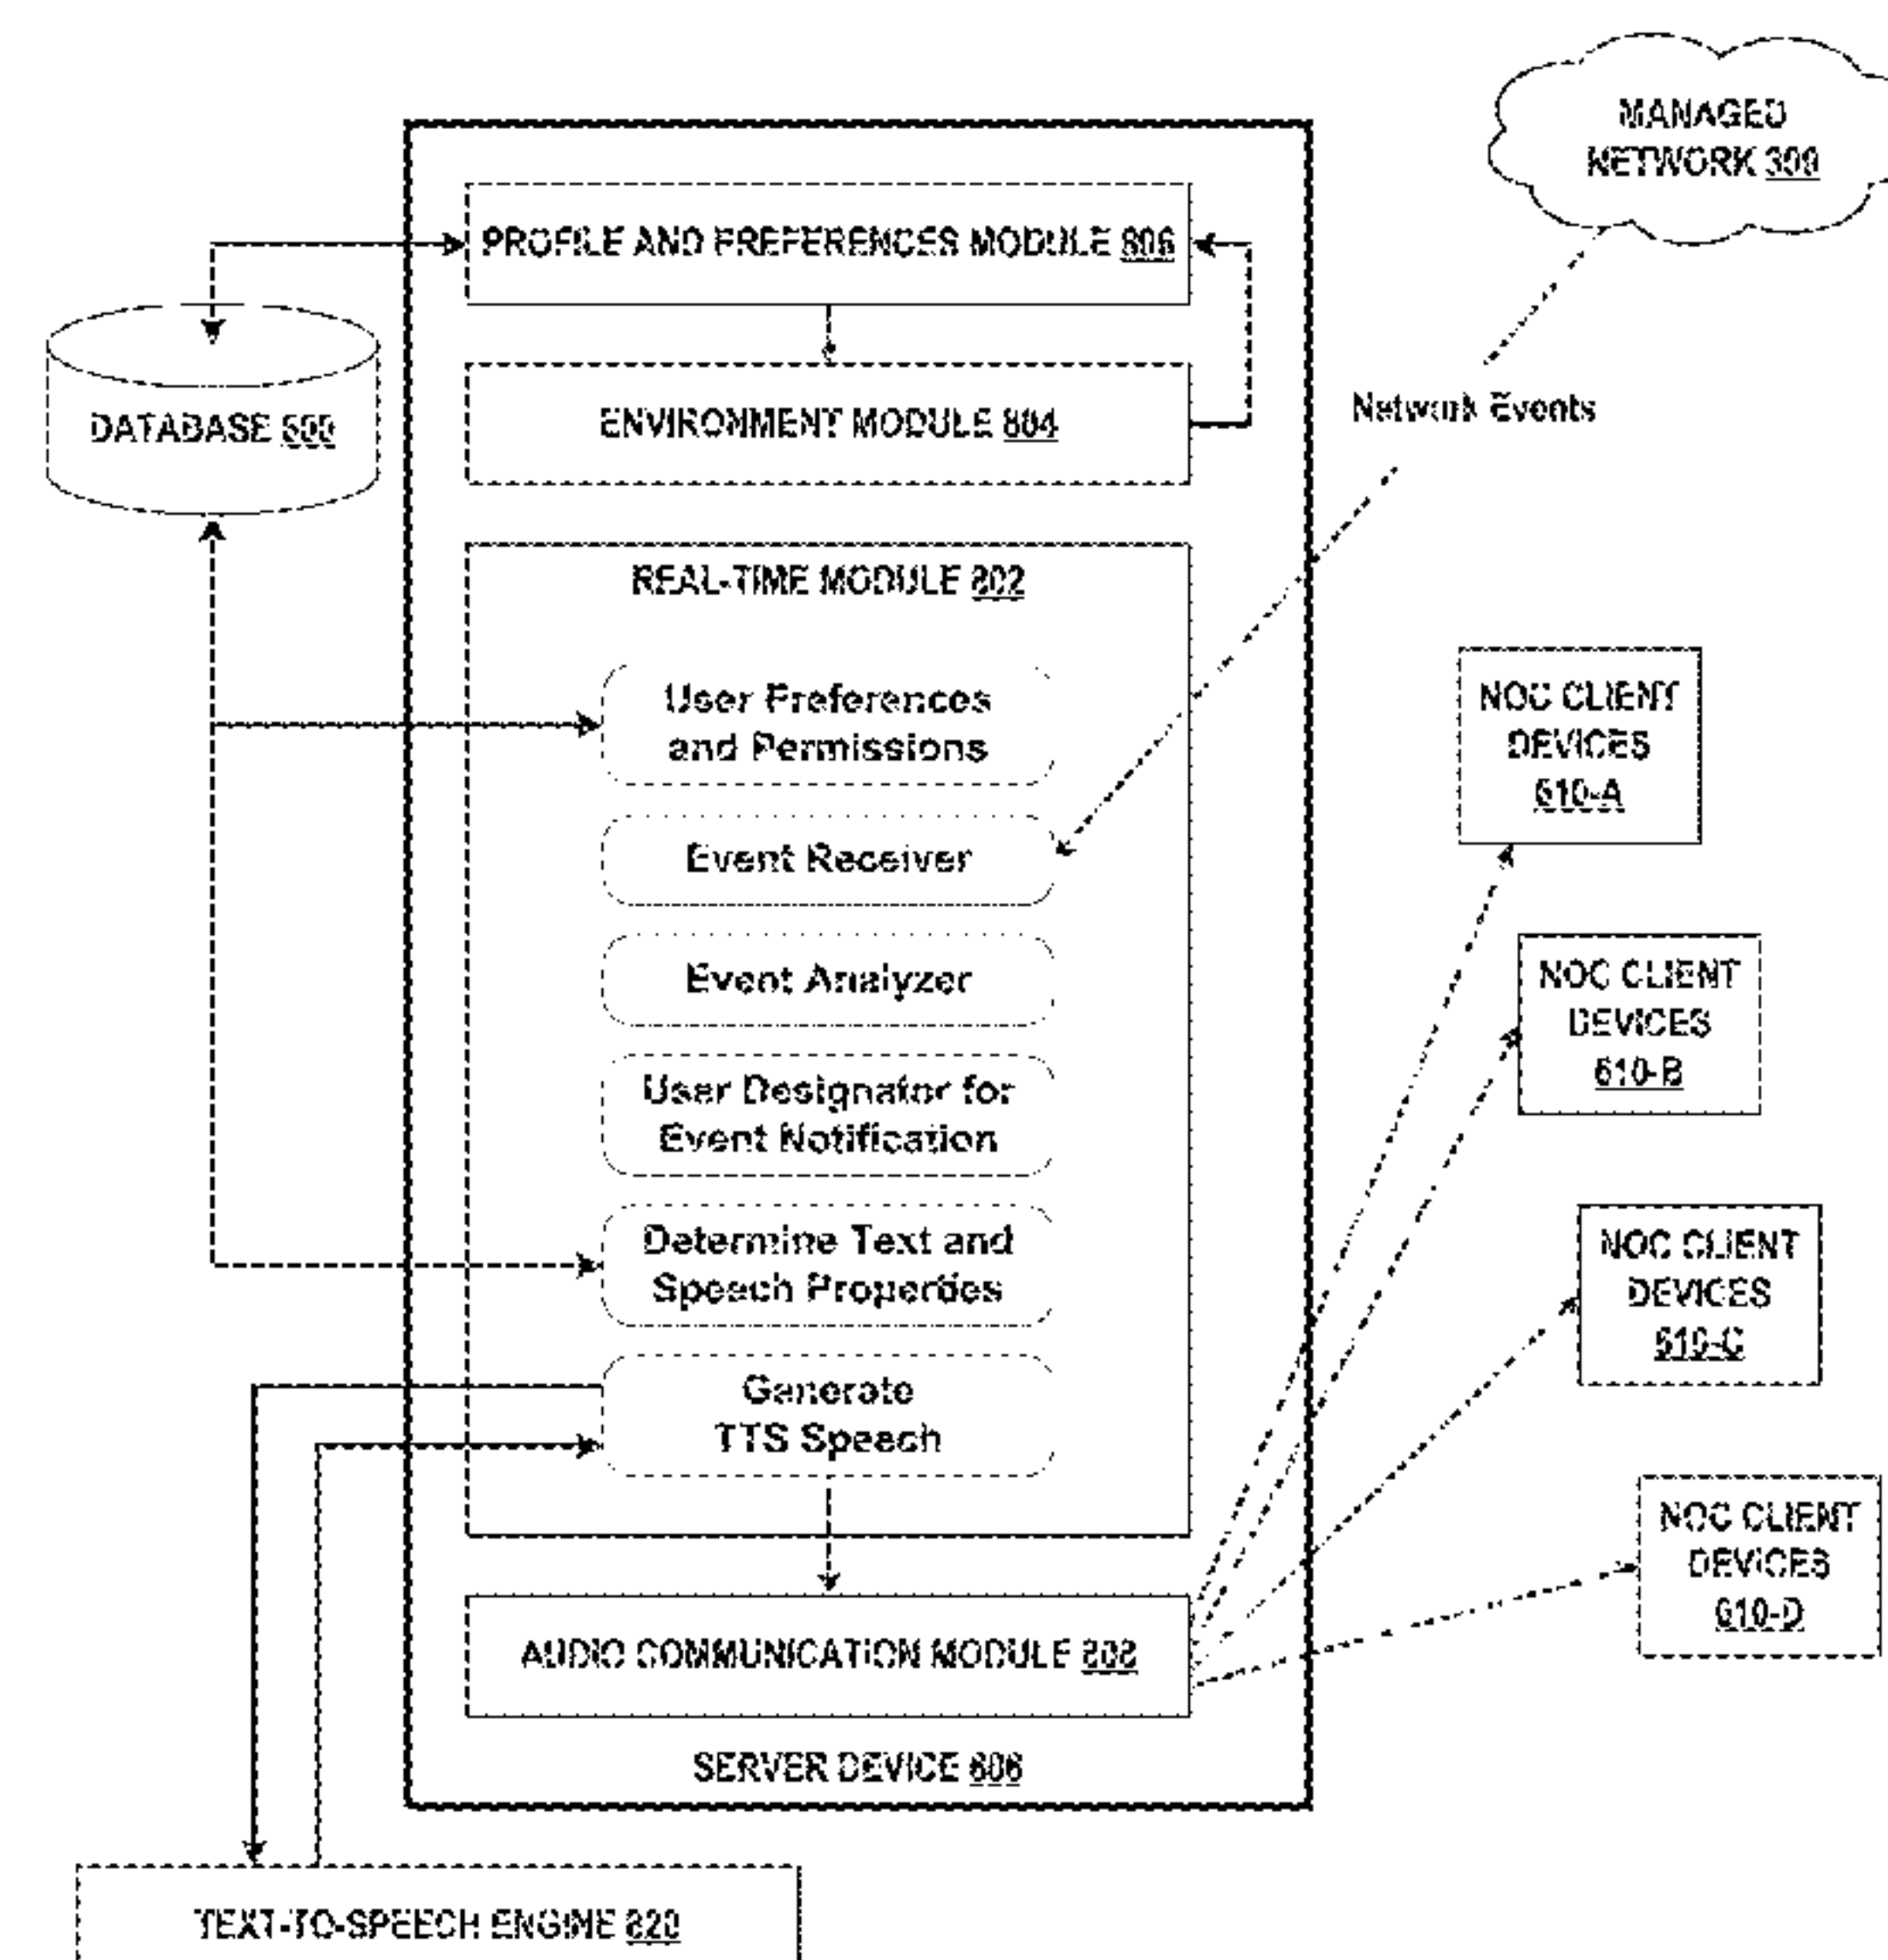 MANAGED
NETWORK 300
PROFILE AND PREFERENCES MODULE 806
DATABASE 500
ENVIRONMENT MODULE 804
Network Events
REAL-TIME MODULE 802
User Preferences
and Permissions
Event Receiver
Event Analyzer
User Designator for
Event Notification
Determine Text and
Speech Properties
Generate
TTS Speech
NOC CLIENT
DEVICES
610-A
NOC CLIENT
DEVICES
610-B
NOC CLIENT
DEVICES
610-C
NOC CLIENT
DEVICES
610-D
AUDIO COMMUNICATION MODULE 808
SERVER DEVICE 606
TEXT-TO-SPEECH ENGINE 820